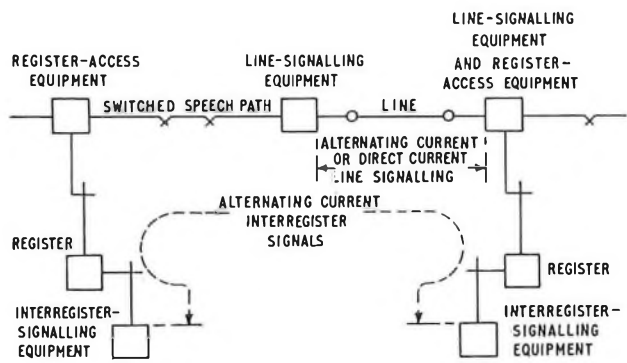 REGISTER-ACCESS
EQUIPMENT
LINE-SIGNALLING
EQUIPMENT
LINE-SIGNALLING
EQUIPMENT
AND REGISTER-
ACCESS EQUIPMENT
SWITCHED SPEECH PATH
LINE
ALTERNATING CURRENT
OR DIRECT CURRENT
LINE SIGNALLING
ALTERNATING CURRENT
INTERREGISTER
SIGNALS
REGISTER
REGISTER
INTERREGISTER-
SIGNALLING
EQUIPMENT
INTERREGISTER-
SIGNALLING
EQUIPMENT